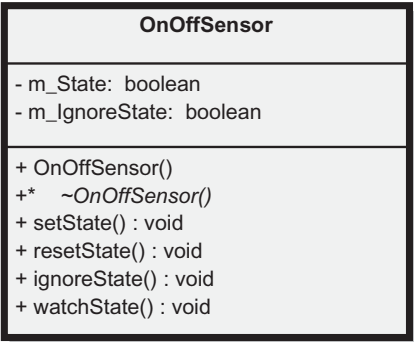 OnOffSensor
- m_State: boolean
- m_IgnoreState: boolean
+ OnOffSensor()
+* ~OnOffSensor()
+ setState() : void
+ resetState() : void
+ ignoreState() : void
+ watchState() : void